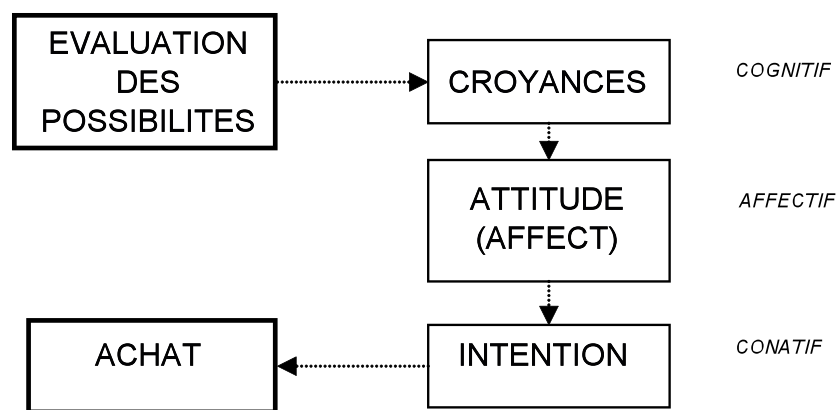 EVALUATION
DES
POSSIBILITES
CROYANCES
COGNITIF
ATTITUDE
(AFFECT)
AFFECTIF
ACHAT
INTENTION
CONATIF